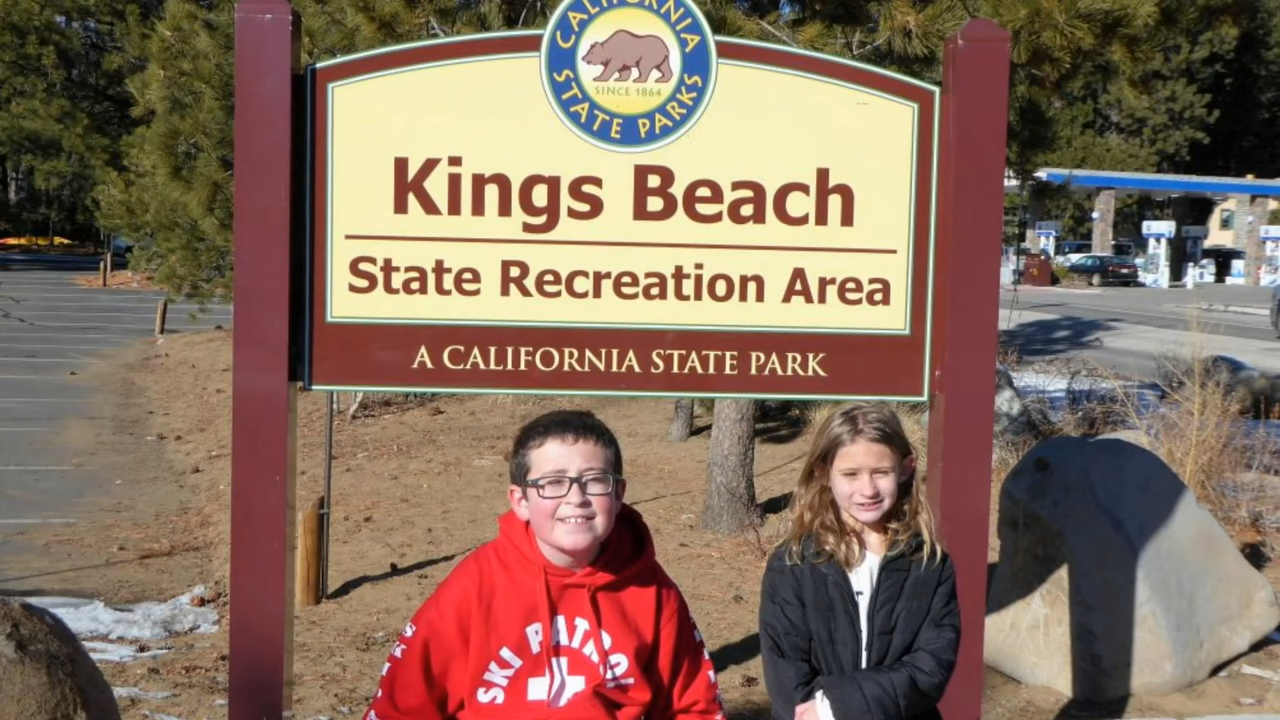 CALIFORNIA
SINCE 1864
STATE PARKS
Kings Beach
State Recreation Area
A CALIFORNIA STATE PARK
SKI PATROL